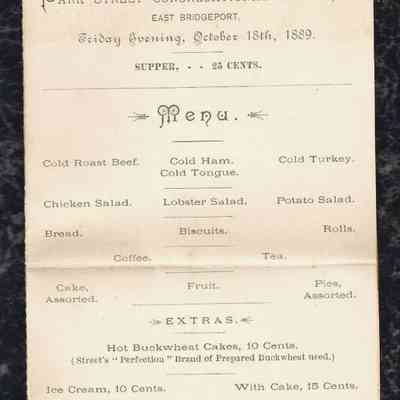 PARK STREET CONGREGATIONAL
EAST BRIDGEPORT,
Friday Evening, October 18th, 1889.
SUPPER, - - 25 CENTS.
Menu.
Cold Roast Beef. Cold Ham. Cold Turkey.
Cold Tongue.
Chicken Salad. Lobster Salad. Potato Salad.
Bread. Biscuits. Rolls.
Coffee. Tea.
Cake, Fruit. Pies,
Assorted. Assorted.
EXTRAS.
Hot Buckwheat Cakes, 10 Cents.
(Street's "Perfection" Brand of Prepared Buckwheat used.)
Ice Cream, 10 Cents. With Cake, 15 Cents.